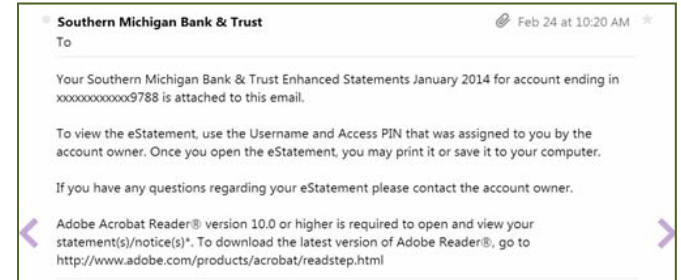 Southern Michigan Bank & Trust Feb 24 at 10:20 AM
To
Your Southern Michigan Bank & Trust Enhanced Statements January 2014 for account ending in
xxxxxxxxxxxx9788 is attached to this email.
To view the eStatement, use the Username and Access PIN that was assigned to you by the
account owner. Once you open the eStatement, you may print it or save it to your computer.
If you have any questions regarding your eStatement please contact the account owner.
Adobe Acrobat Reader® version 10.0 or higher is required to open and view your
statement(s)/notice(s)*. To download the latest version of Adobe Reader®, go to
http://www.adobe.com/products/acrobat/readstep.html